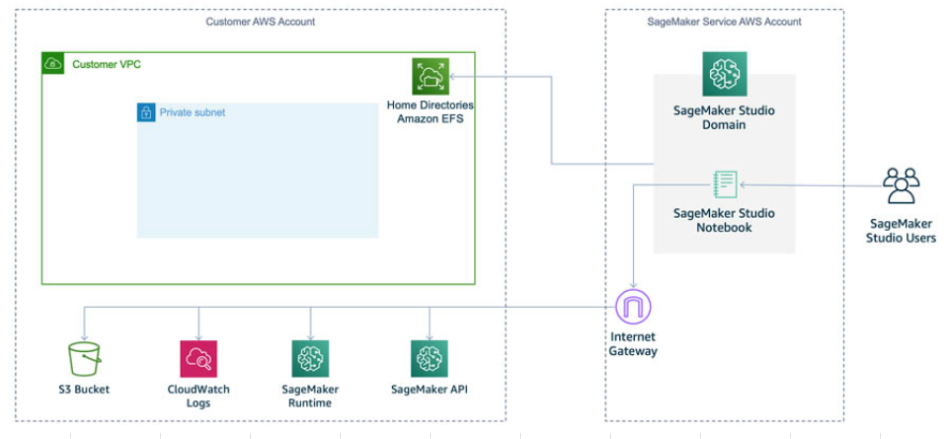 Customer AWS Account
SageMaker Service AWS Account
Customer VPC
Home Directories
Amazon EFS
Private subnet
SageMaker Studio
Domain
SageMaker Studio
Notebook
SageMaker
Studio Users
Internet
Gateway
S3 Bucket
CloudWatch
Logs
SageMaker
Runtime
SageMaker API